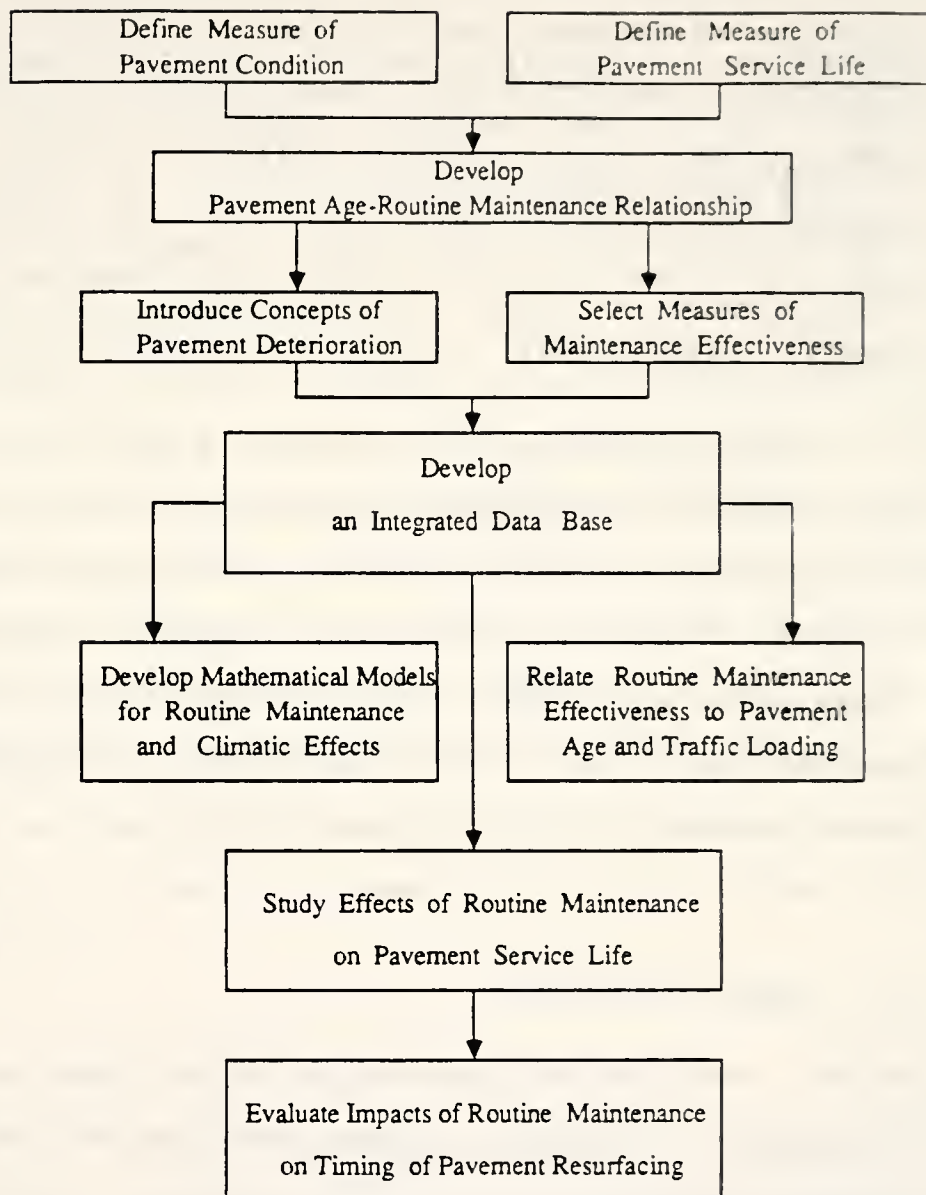 Define Measure of
Pavement Condition
Define Measure of
Pavement Service Life
Develop
Pavement Age-Routine Maintenance Relationship
Introduce Concepts of
Pavement Deterioration
Select Measures of
Maintenance Effectiveness
Develop
an Integrated Data Base
Develop Mathematical Models
for Routine Maintenance
and Climatic Effects
Relate Routine Maintenance
Effectiveness to Pavement
Age and Traffic Loading
Study Effects of Routine Maintenance
on Pavement Service Life
Evaluate Impacts of Routine Maintenance
on Timing of Pavement Resurfacing